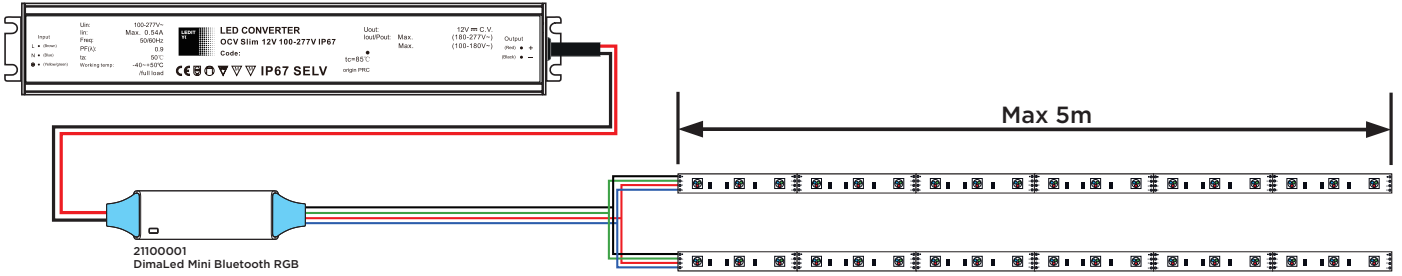 Input
L • (Brown)
N • (Blue)
• (Yellow/green)
Uin: 100-277V~
Iin: Max. 0.54A
Freq: 50/60Hz
PF(λ): 0.9
ta: 50℃
Working temp: -40~+50℃
/full load
LEDIT
YI
LED CONVERTER
OCV Slim 12V 100-277V IP67
Code:
IP67 SELV
Uout: 12V ⎓ C.V.
Iout/Pout: Max. (180-277V~)
Max. (100-180V~)
tc=85℃
origin PRC
Output
(Red) • +
(Black) • −
Max 5m
21100001
DimaLed Mini Bluetooth RGB